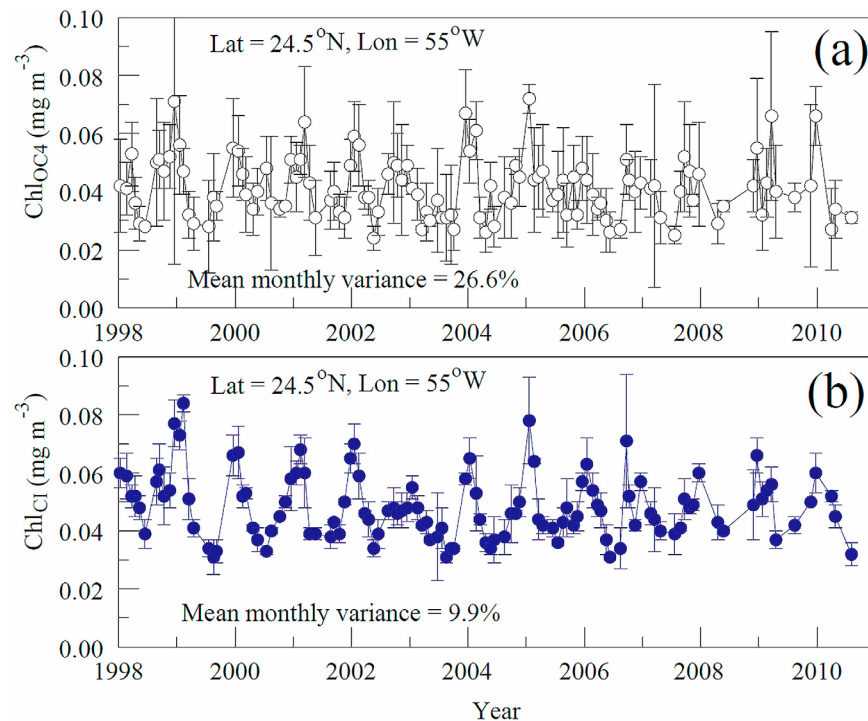 0.10
Lat = 24.5°N, Lon = 55°W
(a)
0.08
0.06
0.04
0.02
0.00
Chl_OC4 (mg m⁻³)
Mean monthly variance = 26.6%
1998 2000 2002 2004 2006 2008 2010
0.10
Lat = 24.5°N, Lon = 55°W
(b)
0.08
0.06
0.04
0.02
0.00
Chl_CI (mg m⁻³)
Mean monthly variance = 9.9%
1998 2000 2002 2004 2006 2008 2010
Year